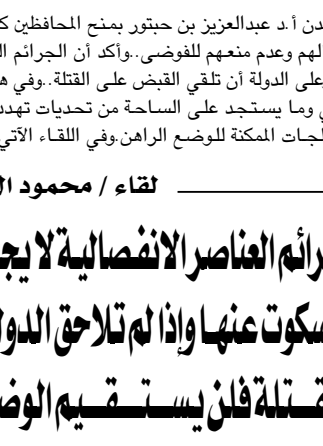 دن أ.د عبدالعزيز بن حبتور بمنح المحافظين ك
لهم وعدم منعهم للفوضى..وأكد أن الجرائم ال
على الدولة أن تلقي القبض على القتلة..وفي ه
ي وما يستجد على الساحة من تحديات تهدد
لجات الممكنة للوضع الراهن.وفي اللقاء الآتي
لقاء / محمود ال
رائم العناصر الانفصالية لا يج
سكوت عنها وإذا لم تلاحق الدول
قتلة فلن يستقيم الوض